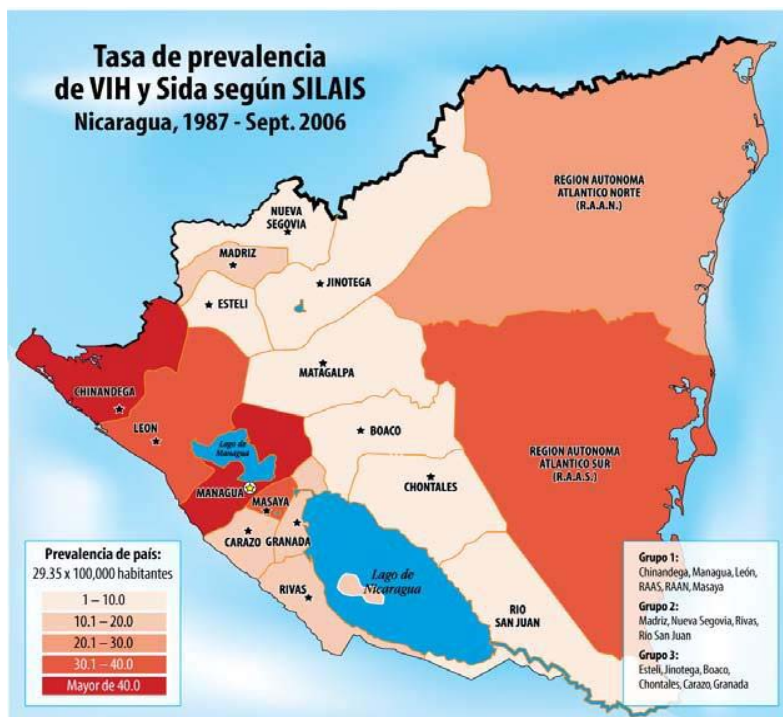 Tasa de prevalencia
de VIH y Sida según SILAIS
Nicaragua, 1987 - Sept. 2006
REGION AUTONOMA
ATLANTICO NORTE
(R.A.A.N.)
NUEVA
SEGOVIA
MADRIZ
JINOTEGA
ESTELI
MATAGALPA
CHINANDEGA
LEON
BOACO
Lago de
Managua
REGION AUTONOMA
ATLANTICO SUR
(R.A.A.S.)
CHONTALES
MANAGUA
MASAYA
CARAZO
GRANADA
Lago de
Nicaragua
RIVAS
RIO
SAN JUAN
Prevalencia de país:
29.35 x 100,000 habitantes
1 – 10.0
10.1 – 20.0
20.1 – 30.0
30.1 – 40.0
Mayor de 40.0
Grupo 1:
Chinandega, Managua, León,
RAAS, RAAN, Masaya
Grupo 2:
Madriz, Nueva Segovia, Rivas,
Rio San Juan
Grupo 3:
Esteli, Jinotega, Boaco,
Chontales, Carazo, Granada